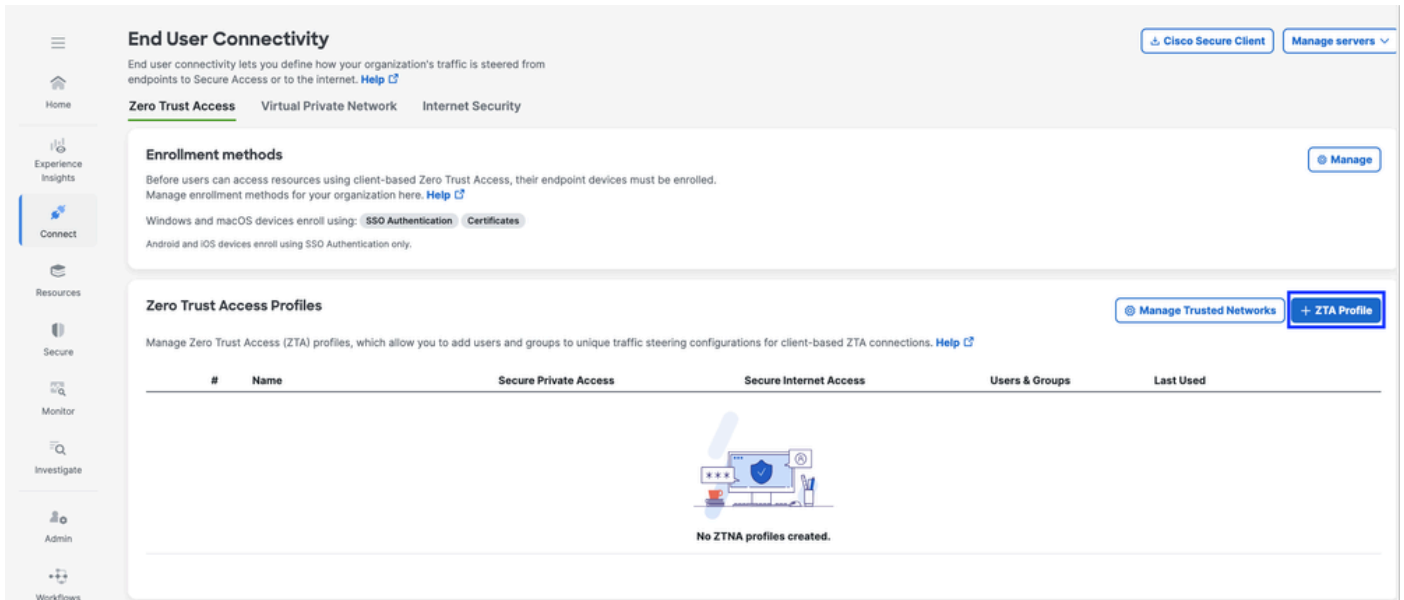 End User Connectivity
Cisco Secure Client
Manage servers
End user connectivity lets you define how your organization's traffic is steered from
endpoints to Secure Access or to the internet. Help
Home
Zero Trust Access
Virtual Private Network
Internet Security
Experience
Insights
Enrollment methods
Manage
Before users can access resources using client-based Zero Trust Access, their endpoint devices must be enrolled.
Manage enrollment methods for your organization here. Help
Windows and macOS devices enroll using: SSO Authentication Certificates
Connect
Android and iOS devices enroll using SSO Authentication only.
Resources
Zero Trust Access Profiles
Manage Trusted Networks
+ ZTA Profile
Manage Zero Trust Access (ZTA) profiles, which allow you to add users and groups to unique traffic steering configurations for client-based ZTA connections. Help
Secure
# Name Secure Private Access Secure Internet Access Users & Groups Last Used
Monitor
Investigate
***
No ZTNA profiles created.
Admin
Workflows